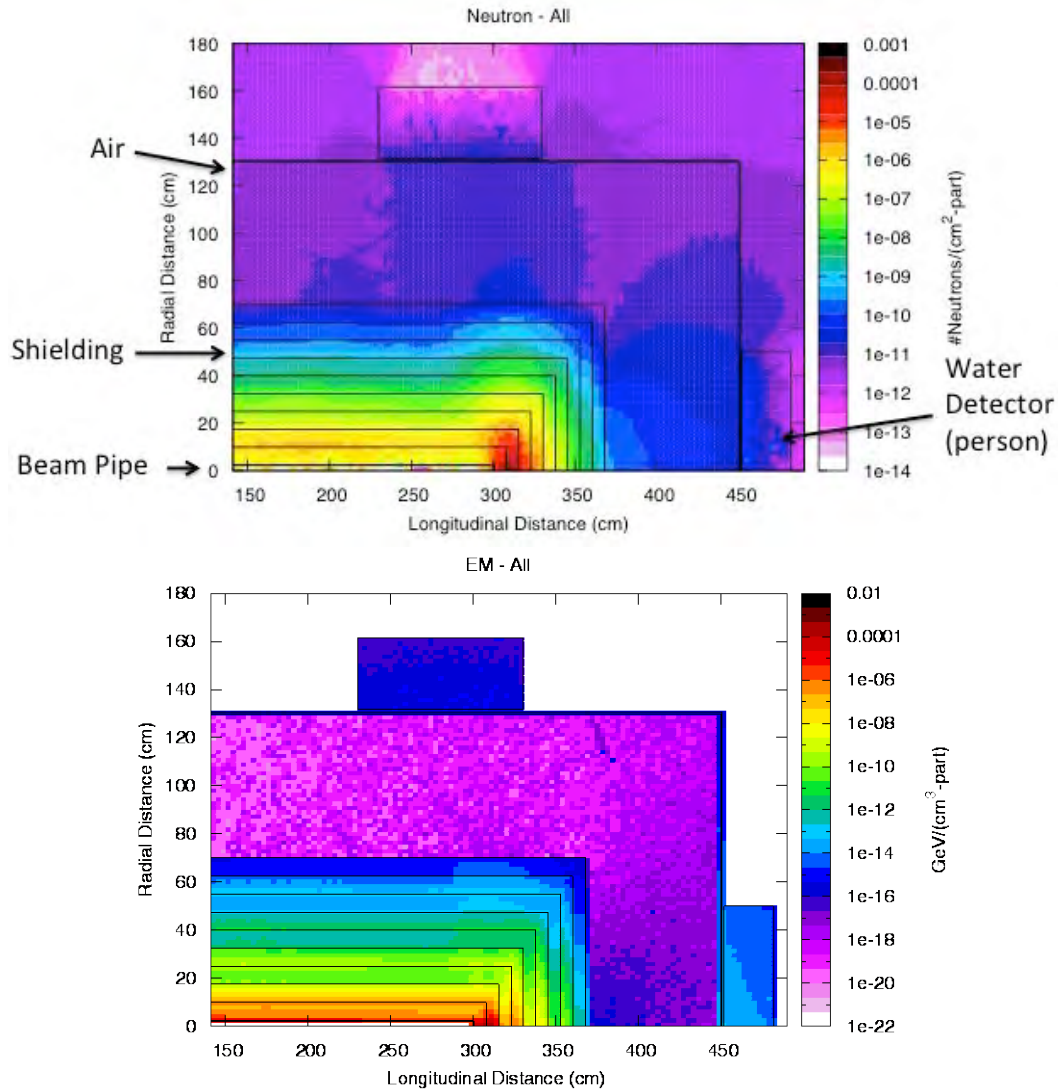 Neutron - All
180
160
140
120
100
80
60
40
20
0
Radial Distance (cm)
150
200
250
300
350
400
450
Longitudinal Distance (cm)
0.001
0.0001
1e-05
1e-06
1e-07
1e-08
1e-09
1e-10
1e-11
1e-12
1e-13
1e-14
#Neutrons/(cm²-part)
Air
Shielding
Beam Pipe
Water
Detector
(person)
EM - All
180
160
140
120
100
80
60
40
20
0
Radial Distance (cm)
150
200
250
300
350
400
450
Longitudinal Distance (cm)
0.01
0.0001
1e-06
1e-08
1e-10
1e-12
1e-14
1e-16
1e-18
1e-20
1e-22
GeV/(cm³-part)